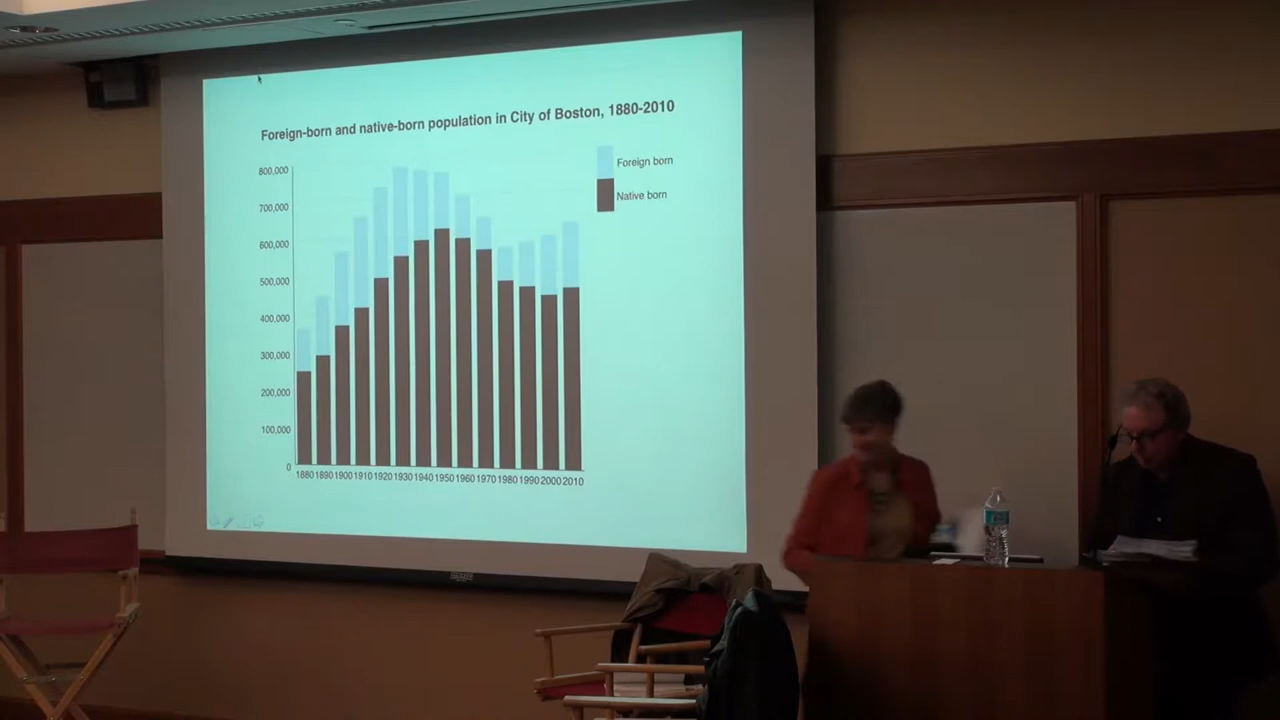 Foreign-born and native-born population in City of Boston, 1880-2010
Foreign born
Native born
800,000
700,000
600,000
500,000
400,000
300,000
200,000
100,000
0
1880 1890 1900 1910 1920 1930 1940 1950 1960 1970 1980 1990 2000 2010